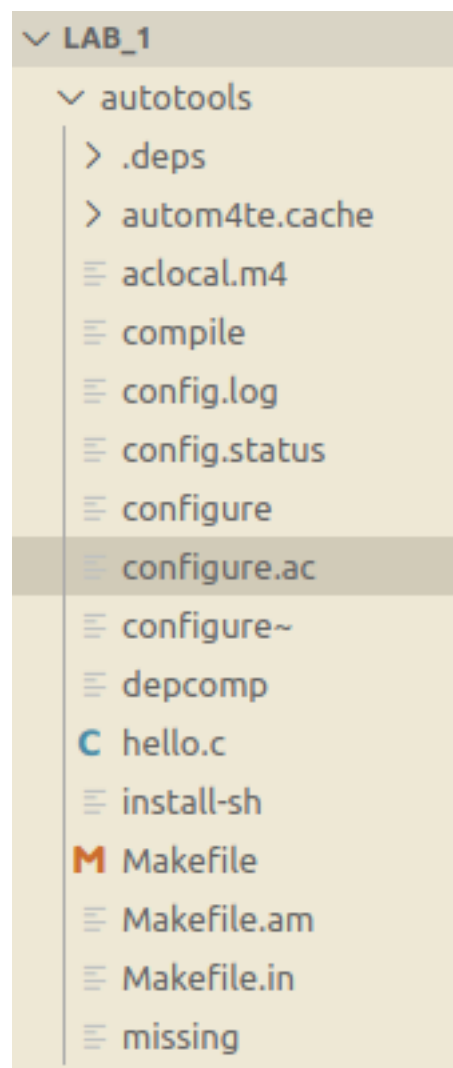 LAB_1
autotools
.deps
autom4te.cache
aclocal.m4
compile
config.log
config.status
configure
configure.ac
configure~
depcomp
C hello.c
install-sh
M Makefile
Makefile.am
Makefile.in
missing